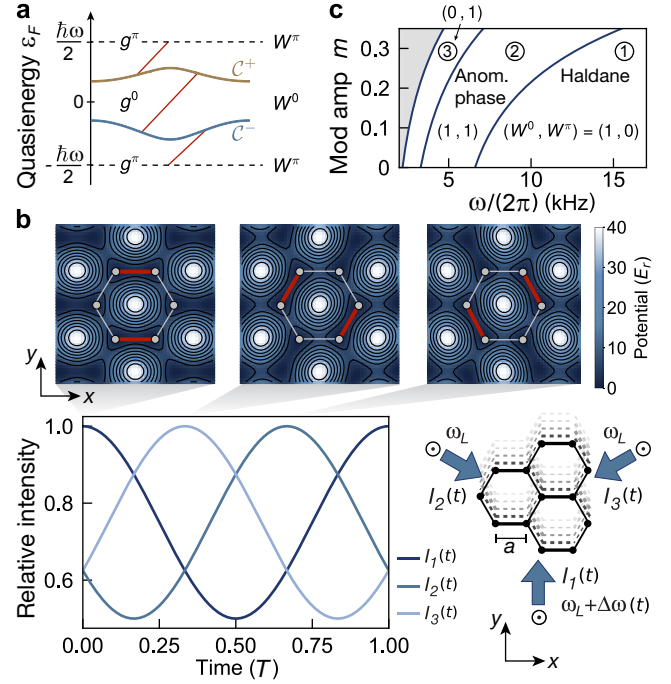 a
Quasienergy ε_F
ħω
2
0
ħω
2
g^π
g^0
g^π
C^+
C^-
W^π
W^0
W^π
c
Mod amp m
0.3
0.2
0.1
0
(0, 1)
③
②
①
Anom.
phase
Haldane
(1, 1)
(W^0, W^π) = (1, 0)
5
10
15
ω/(2π) (kHz)
b
y
x
40
30
20
10
0
Potential (E_r)
Relative intensity
1.0
0.8
0.6
0.00
0.25
0.50
0.75
1.00
Time (T)
I_1(t)
I_2(t)
I_3(t)
ω_L
I_2(t)
ω_L
I_3(t)
a
I_1(t)
ω_L+Δω(t)
y
x